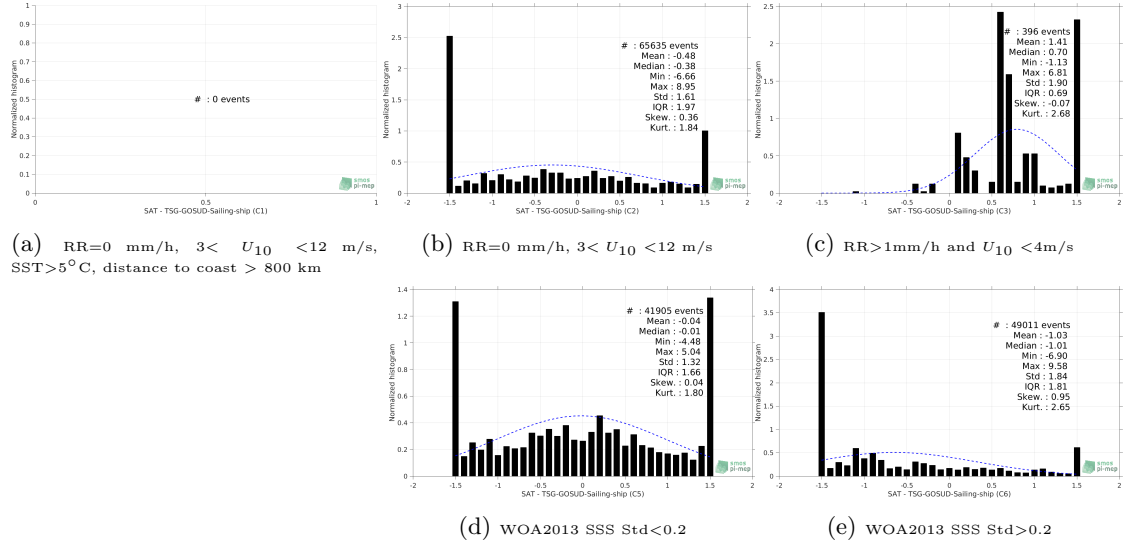 1
0.9
0.8
0.7
0.6
0.5
0.4
0.3
0.2
0.1
0
Normalized histogram
# : 0 events
smos
pi-mep
0 0.5 1
SAT - TSG-GOSUD-Sailing-ship (C1)
(a) RR=0 mm/h, 3< U10 <12 m/s,
SST>5°C, distance to coast > 800 km
3
2.5
2
1.5
1
0.5
0
Normalized histogram
# : 65635 events
Mean : -0.48
Median : -0.38
Min : -6.66
Max : 8.95
Std : 1.61
IQR : 1.97
Skew. : 0.36
Kurt. : 1.84
smos
pi-mep
-2 -1.5 -1 -0.5 0 0.5 1 1.5 2
SAT - TSG-GOSUD-Sailing-ship (C2)
(b) RR=0 mm/h, 3< U10 <12 m/s
2.5
2
1.5
1
0.5
0
Normalized histogram
# : 396 events
Mean : 1.41
Median : 0.70
Min : -1.13
Max : 6.81
Std : 1.90
IQR : 0.69
Skew. : -0.07
Kurt. : 2.68
smos
pi-mep
-2 -1.5 -1 -0.5 0 0.5 1 1.5 2
SAT - TSG-GOSUD-Sailing-ship (C3)
(c) RR>1mm/h and U10 <4m/s
1.4
1.2
1
0.8
0.6
0.4
0.2
0
Normalized histogram
# : 41905 events
Mean : -0.04
Median : -0.01
Min : -4.48
Max : 5.04
Std : 1.32
IQR : 1.66
Skew. : 0.04
Kurt. : 1.80
smos
pi-mep
-2 -1.5 -1 -0.5 0 0.5 1 1.5 2
SAT - TSG-GOSUD-Sailing-ship (C5)
(d) WOA2013 SSS Std<0.2
4
3.5
3
2.5
2
1.5
1
0.5
0
Normalized histogram
# : 49011 events
Mean : -1.03
Median : -1.01
Min : -6.90
Max : 9.58
Std : 1.84
IQR : 1.81
Skew. : 0.95
Kurt. : 2.65
smos
pi-mep
-2 -1.5 -1 -0.5 0 0.5 1 1.5 2
SAT - TSG-GOSUD-Sailing-ship (C6)
(e) WOA2013 SSS Std>0.2